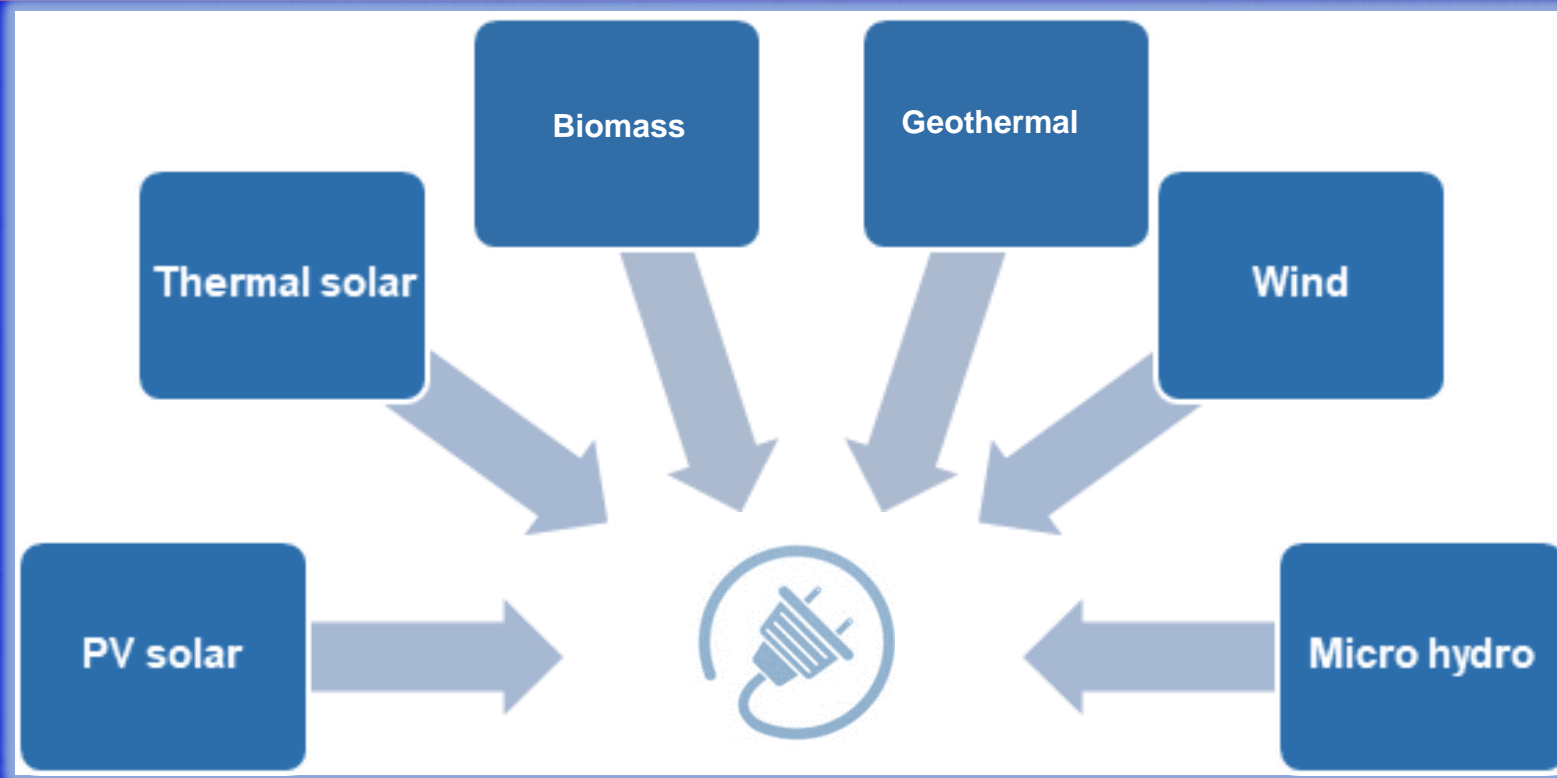 Biomass
Geothermal
Thermal solar
Wind
PV solar
Micro hydro